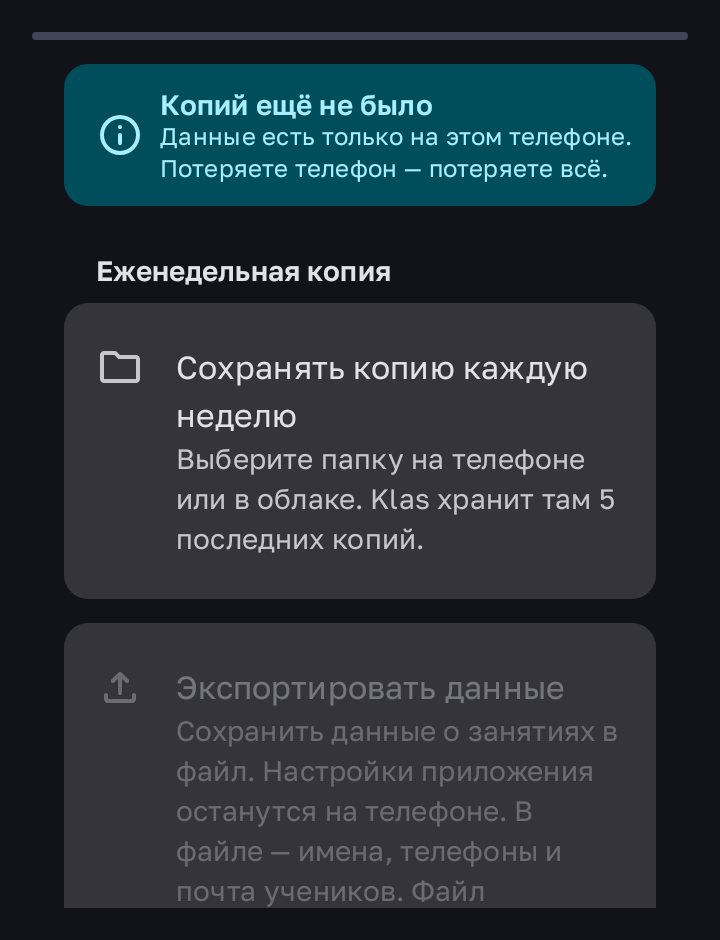 Копий ещё не было
Данные есть только на этом телефоне.
Потеряете телефон — потеряете всё.
Еженедельная копия
Сохранять копию каждую
неделю
Выберите папку на телефоне
или в облаке. Klas хранит там 5
последних копий.
Экспортировать данные
Сохранить данные о занятиях в
файл. Настройки приложения
останутся на телефоне. В
файле — имена, телефоны и
почта учеников. Файл